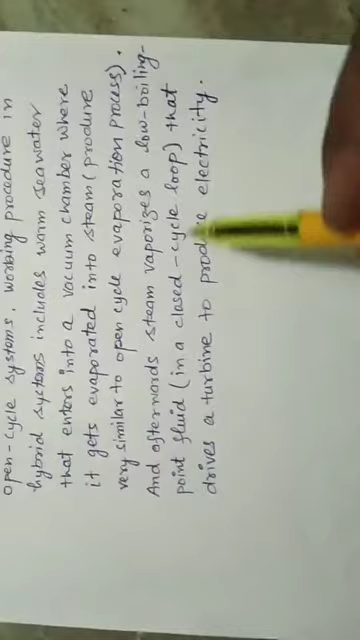 open-cycle systems. working procedure in
hybrid systems includes warm seawater
that enters into a vacuum chamber where
it gets evaporated into steam (produre
very similar to open cycle evaporation process).
And afterwards steam vaporizes a low-boiling-
point fluid (in a closed-cycle loop) that
drives a turbine to produce electricity.